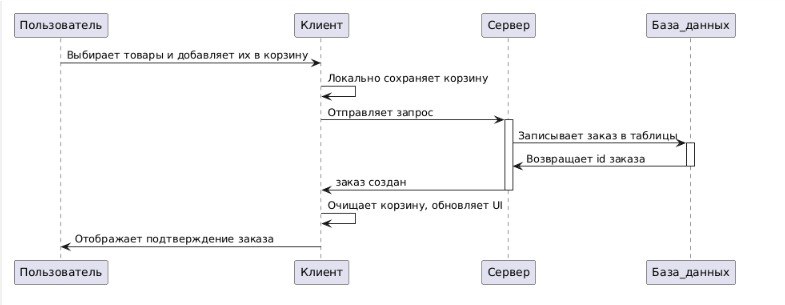 Пользователь
Клиент
Сервер
База_данных
Выбирает товары и добавляет их в корзину
Локально сохраняет корзину
Отправляет запрос
Записывает заказ в таблицы
Возвращает id заказа
заказ создан
Очищает корзину, обновляет UI
Отображает подтверждение заказа
Пользователь
Клиент
Сервер
База_данных